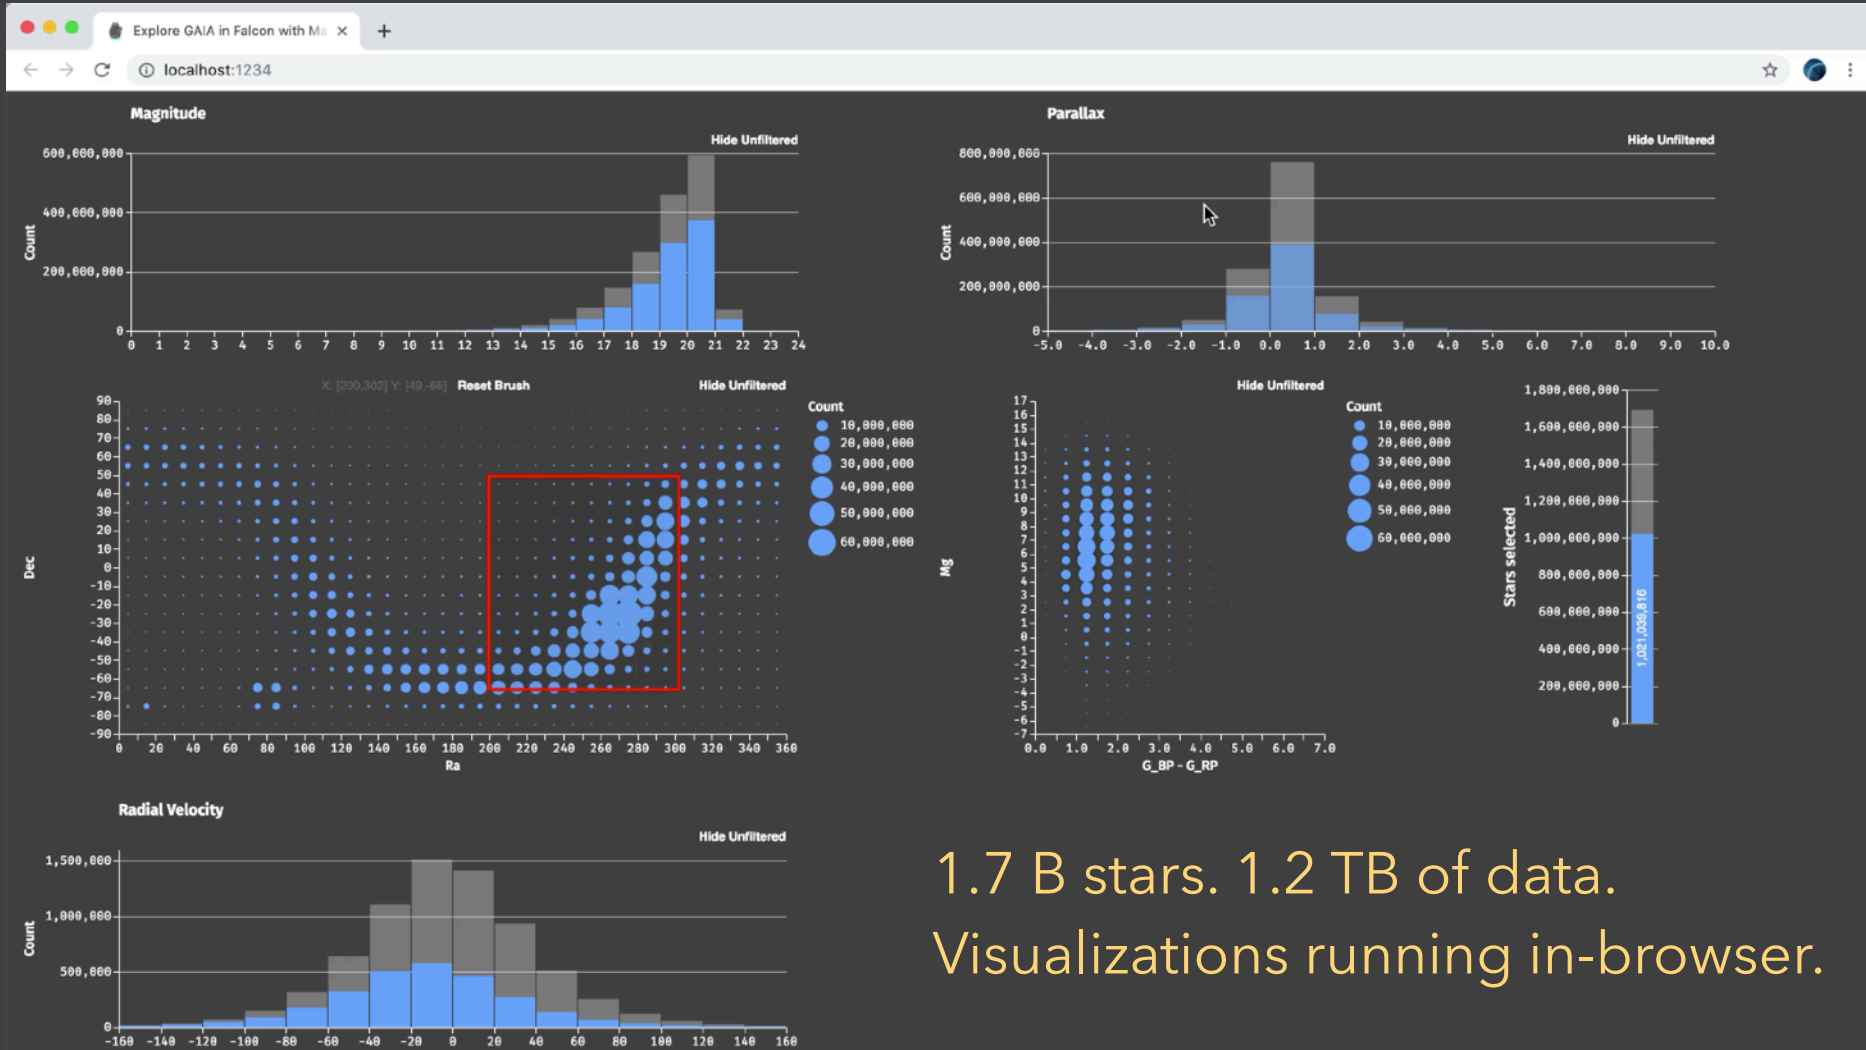 Explore GAIA in Falcon with Ma
localhost:1234
Magnitude
Hide Unfiltered
Count
600,000,000
400,000,000
200,000,000
0
0 1 2 3 4 5 6 7 8 9 10 11 12 13 14 15 16 17 18 19 20 21 22 23 24
Parallax
Hide Unfiltered
Count
800,000,000
600,000,000
400,000,000
200,000,000
0
-5.0 -4.0 -3.0 -2.0 -1.0 0.0 1.0 2.0 3.0 4.0 5.0 6.0 7.0 8.0 9.0 10.0
X: [200,302] Y: [49,-66] Reset Brush Hide Unfiltered
Dec
90
80
70
60
50
40
30
20
10
0
-10
-20
-30
-40
-50
-60
-70
-80
-90
0 20 40 60 80 100 120 140 160 180 200 220 240 260 280 300 320 340 360
Ra
Count
10,000,000
20,000,000
30,000,000
40,000,000
50,000,000
60,000,000
Hide Unfiltered
Mg
17
16
15
14
13
12
11
10
9
8
7
6
5
4
3
2
1
0
-1
-2
-3
-4
-5
-6
-7
0.0 1.0 2.0 3.0 4.0 5.0 6.0 7.0
G_BP - G_RP
Count
10,000,000
20,000,000
30,000,000
40,000,000
50,000,000
60,000,000
Stars selected
1,800,000,000
1,600,000,000
1,400,000,000
1,200,000,000
1,000,000,000
800,000,000
600,000,000
400,000,000
200,000,000
0
1,021,039,816
Radial Velocity
Hide Unfiltered
Count
1,500,000
1,000,000
500,000
0
-160 -140 -120 -100 -80 -60 -40 -20 0 20 40 60 80 100 120 140 160
1.7 B stars. 1.2 TB of data.
Visualizations running in-browser.